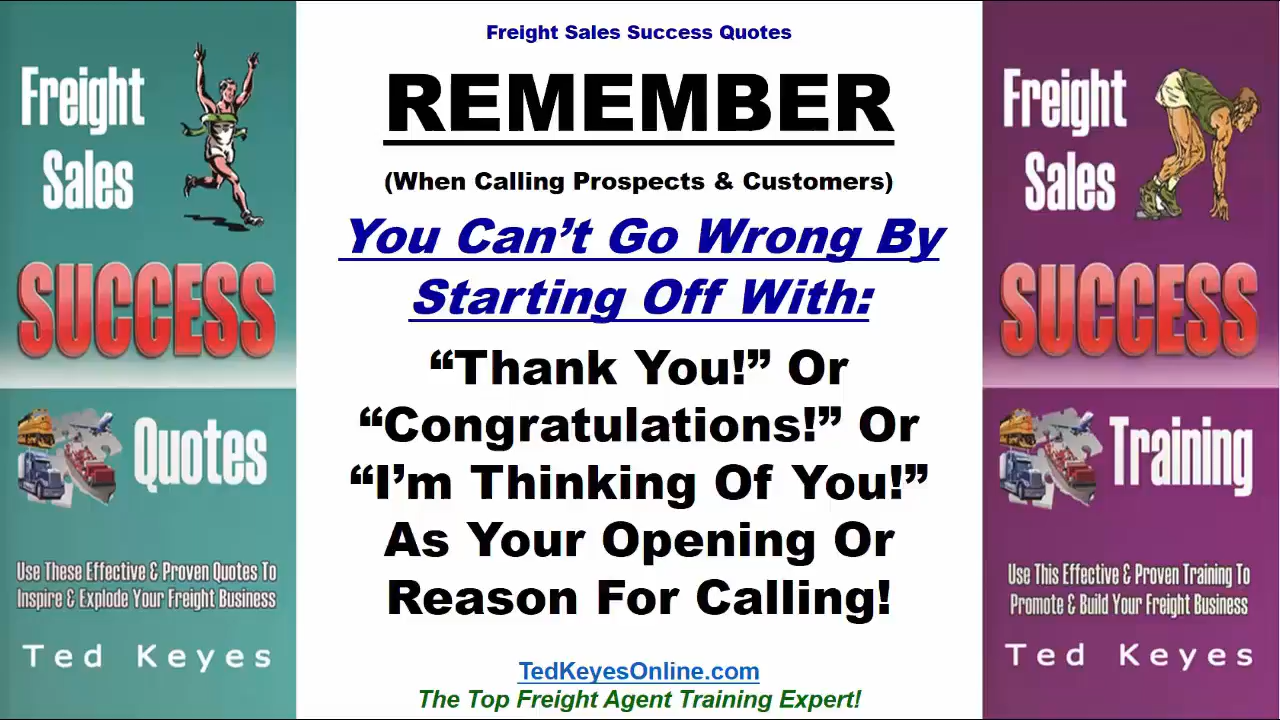 Freight Sales Success Quotes
REMEMBER
(When Calling Prospects & Customers)
You Can’t Go Wrong By
Starting Off With:
“Thank You!” Or
“Congratulations!” Or
“I’m Thinking Of You!”
As Your Opening Or
Reason For Calling!
TedKeyesOnline.com
The Top Freight Agent Training Expert!
Freight
Sales
SUCCESS
Quotes
Use These Effective & Proven Quotes To
Inspire & Explode Your Freight Business
Ted Keyes
Freight
Sales
SUCCESS
Training
Use This Effective & Proven Training To
Promote & Build Your Freight Business
Ted Keyes